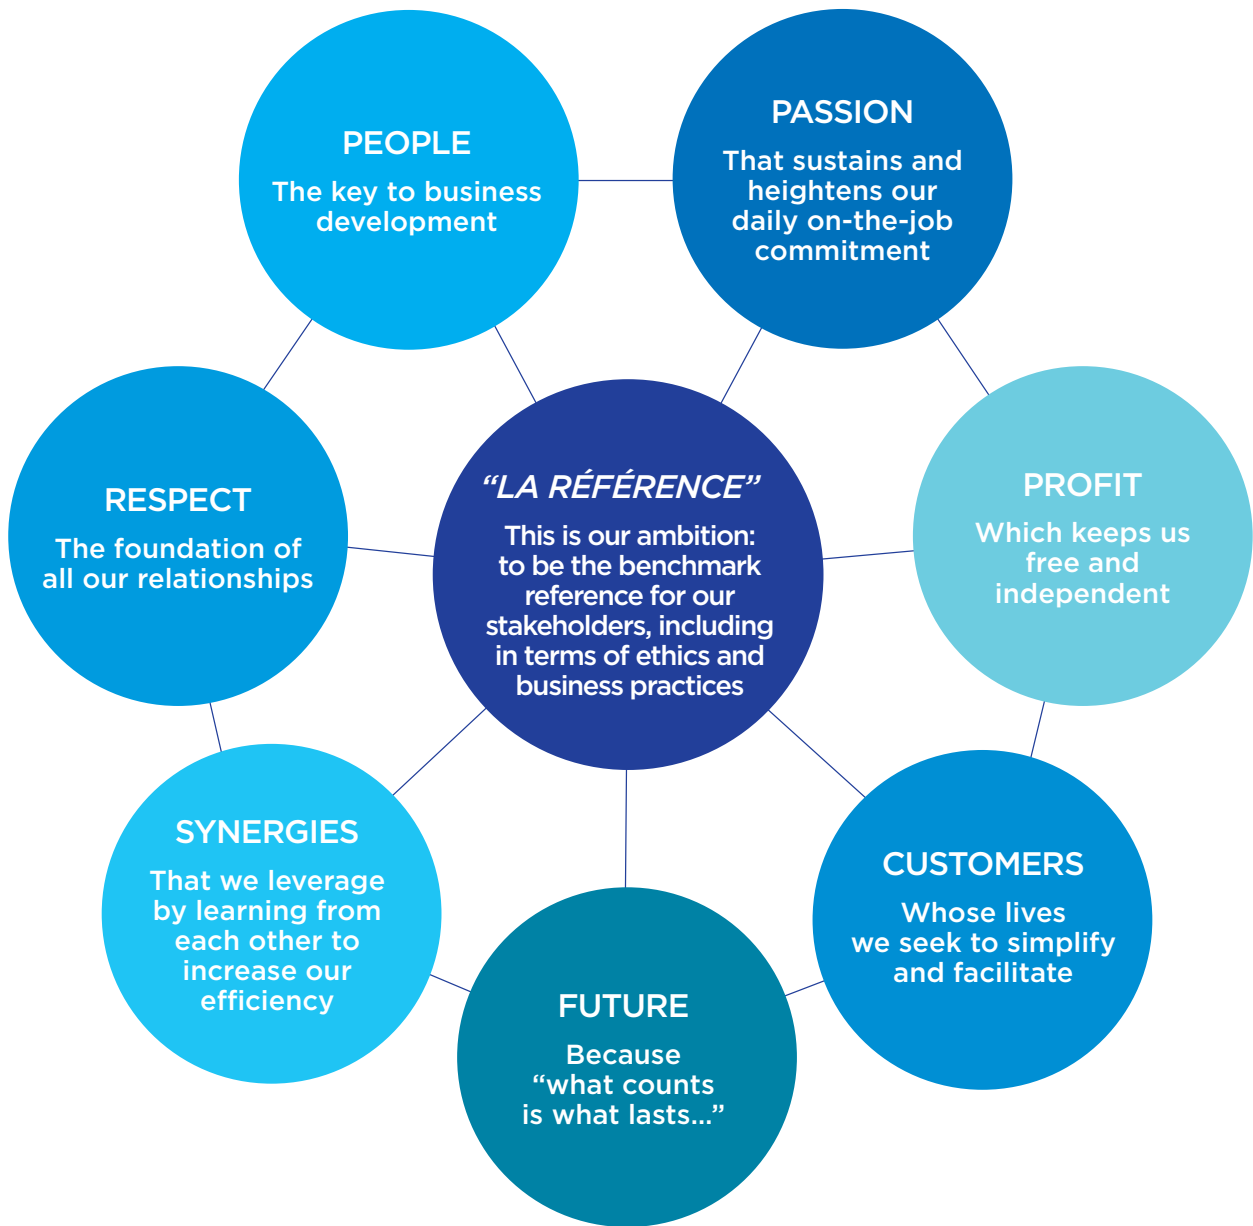 PEOPLE
The key to business
development
PASSION
That sustains and
heightens our
daily on-the-job
commitment
RESPECT
The foundation of
all our relationships
“LA RÉFÉRENCE”
This is our ambition:
to be the benchmark
reference for our
stakeholders, including
in terms of ethics and
business practices
PROFIT
Which keeps us
free and
independent
SYNERGIES
That we leverage
by learning from
each other to
increase our
efficiency
CUSTOMERS
Whose lives
we seek to simplify
and facilitate
FUTURE
Because
“what counts
is what lasts...”